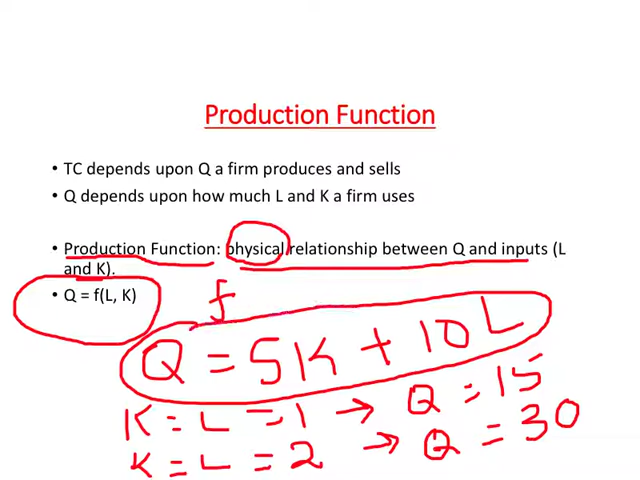 Production Function
• TC depends upon Q a firm produces and sells
• Q depends upon how much L and K a firm uses
• Production Function: physical relationship between Q and inputs (L
and K).
• Q = f(L, K)
f
Q = 5K + 10L
K = L = 1 → Q = 15
K = L = 2 → Q = 30